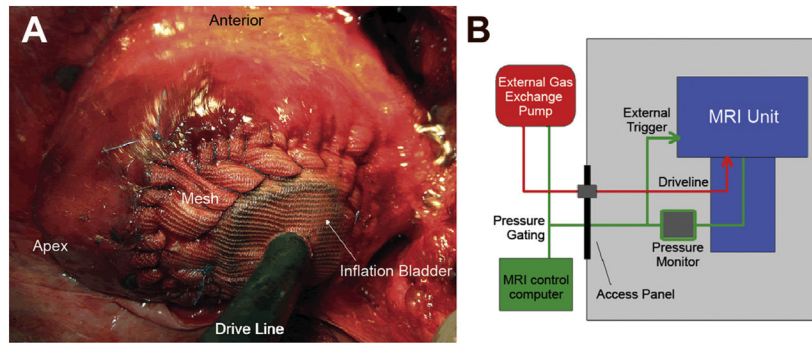 A
Anterior
Mesh
Apex
Inflation Bladder
Drive Line
B
External Gas
Exchange
Pump
External
Trigger
MRI Unit
Driveline
Pressure
Gating
Pressure
Monitor
MRI control
computer
Access Panel